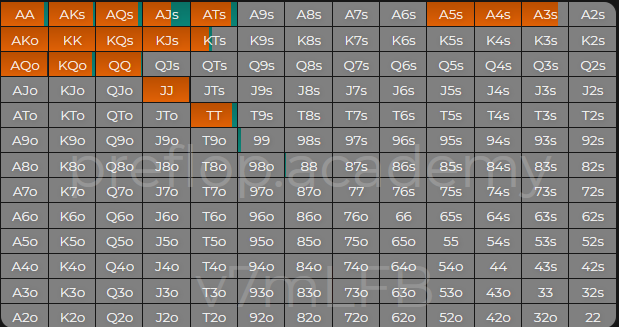 AA AKs AQs AJs ATs A9s A8s A7s A6s A5s A4s A3s A2s
AKo KK KQs KJs KTs K9s K8s K7s K6s K5s K4s K3s K2s
AQo KQo QQ QJs QTs Q9s Q8s Q7s Q6s Q5s Q4s Q3s Q2s
AJo KJo QJo JJ JTs J9s J8s J7s J6s J5s J4s J3s J2s
ATo KTo QTo JTo TT T9s T8s T7s T6s T5s T4s T3s T2s
A9o K9o Q9o J9o T9o 99 98s 97s 96s 95s 94s 93s 92s
A8o K8o Q8o J8o T8o 98o 88 87s 86s 85s 84s 83s 82s
preflop.academy
A7o K7o Q7o J7o T7o 97o 87o 77 76s 75s 74s 73s 72s
A6o K6o Q6o J6o T6o 96o 86o 76o 66 65s 64s 63s 62s
A5o K5o Q5o J5o T5o 95o 85o 75o 65o 55 54s 53s 52s
A4o K4o Q4o J4o T4o 94o 84o 74o 64o 54o 44 43s 42s
v7mLFB
A3o K3o Q3o J3o T3o 93o 83o 73o 63o 53o 43o 33 32s
A2o K2o Q2o J2o T2o 92o 82o 72o 62o 52o 42o 32o 22